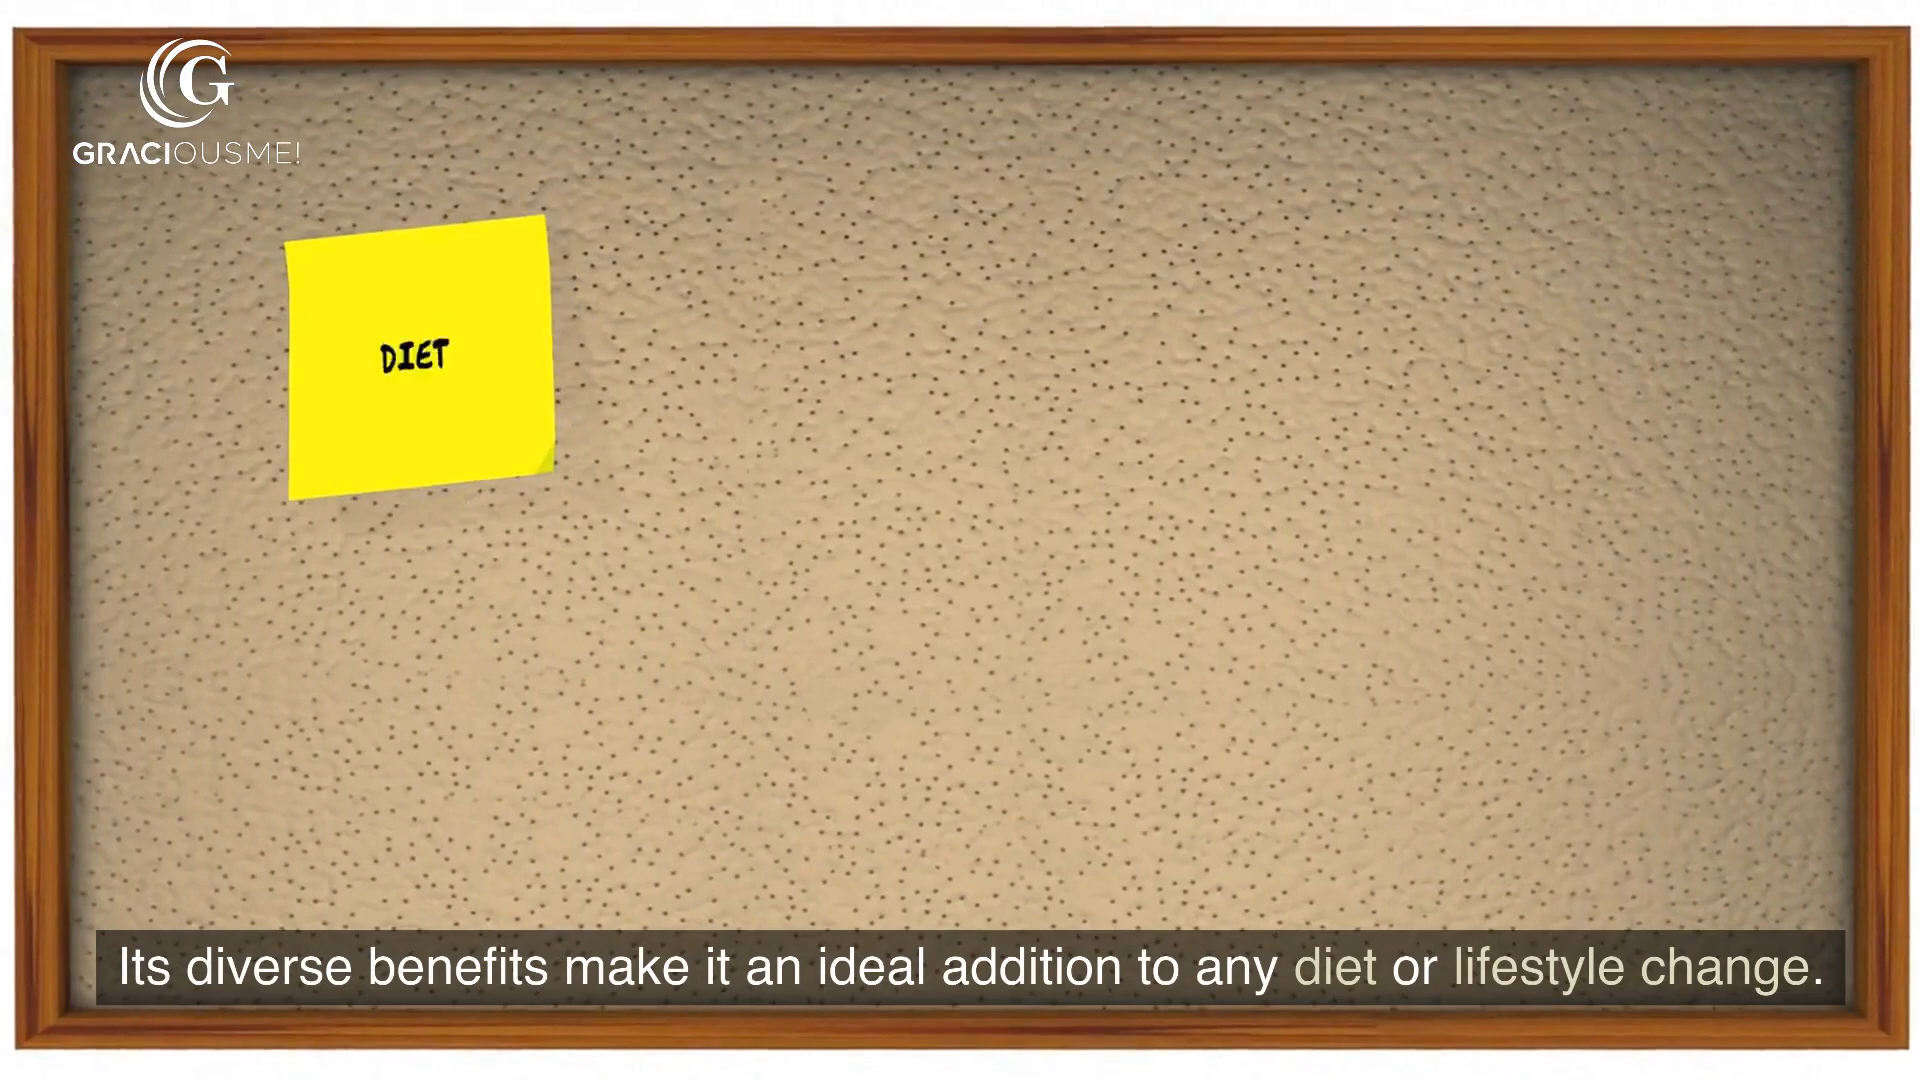 G
GRACIOUSME!
DIET
Its diverse benefits make it an ideal addition to any diet or lifestyle change.